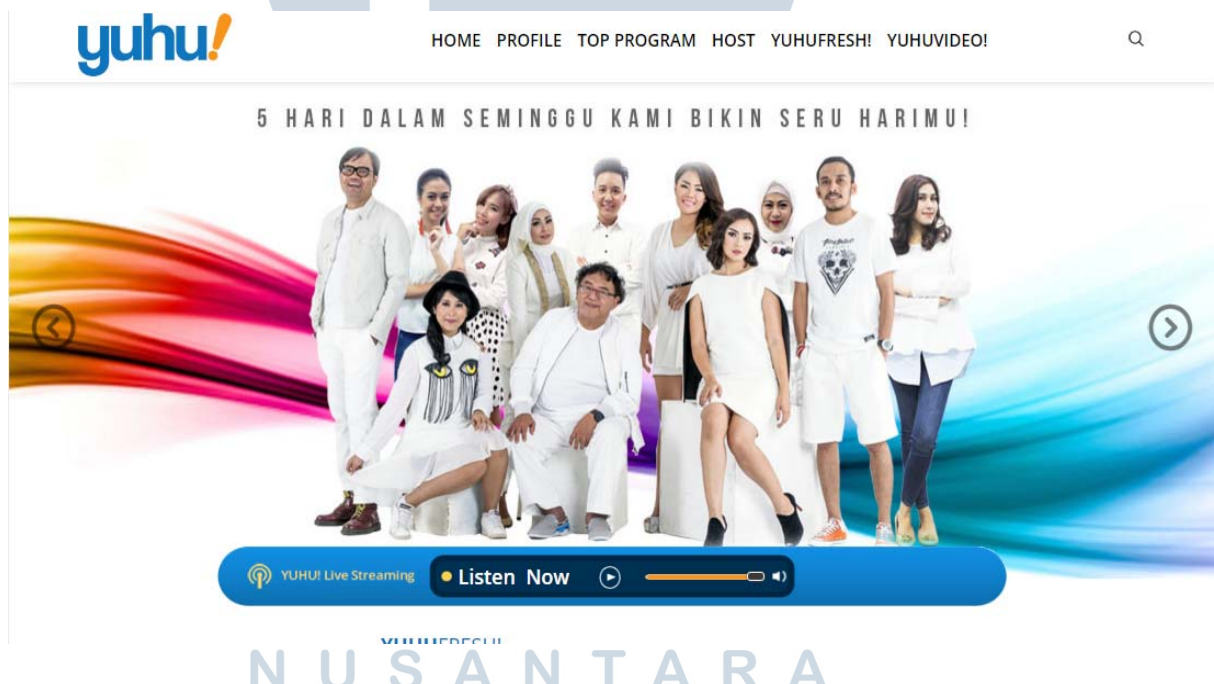 yuhu!
HOME PROFILE TOP PROGRAM HOST YUHUFRESH! YUHUVIDEO!
5 HARI DALAM SEMINGGU KAMI BIKIN SERU HARIMU!
YUHU! Live Streaming
Listen Now
YUHUFRESH!
NUSANTARA